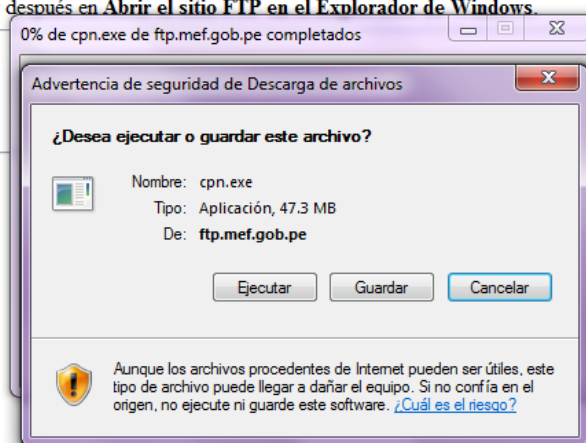 después en Abrir el sitio FTP en el Explorador de Windows.
0% de cpn.exe de ftp.mef.gob.pe completados
Advertencia de seguridad de Descarga de archivos
¿Desea ejecutar o guardar este archivo?
Nombre: cpn.exe
Tipo: Aplicación, 47.3 MB
De: ftp.mef.gob.pe
Ejecutar Guardar Cancelar
Aunque los archivos procedentes de Internet pueden ser útiles, este
tipo de archivo puede llegar a dañar el equipo. Si no confía en el
origen, no ejecute ni guarde este software. ¿Cuál es el riesgo?